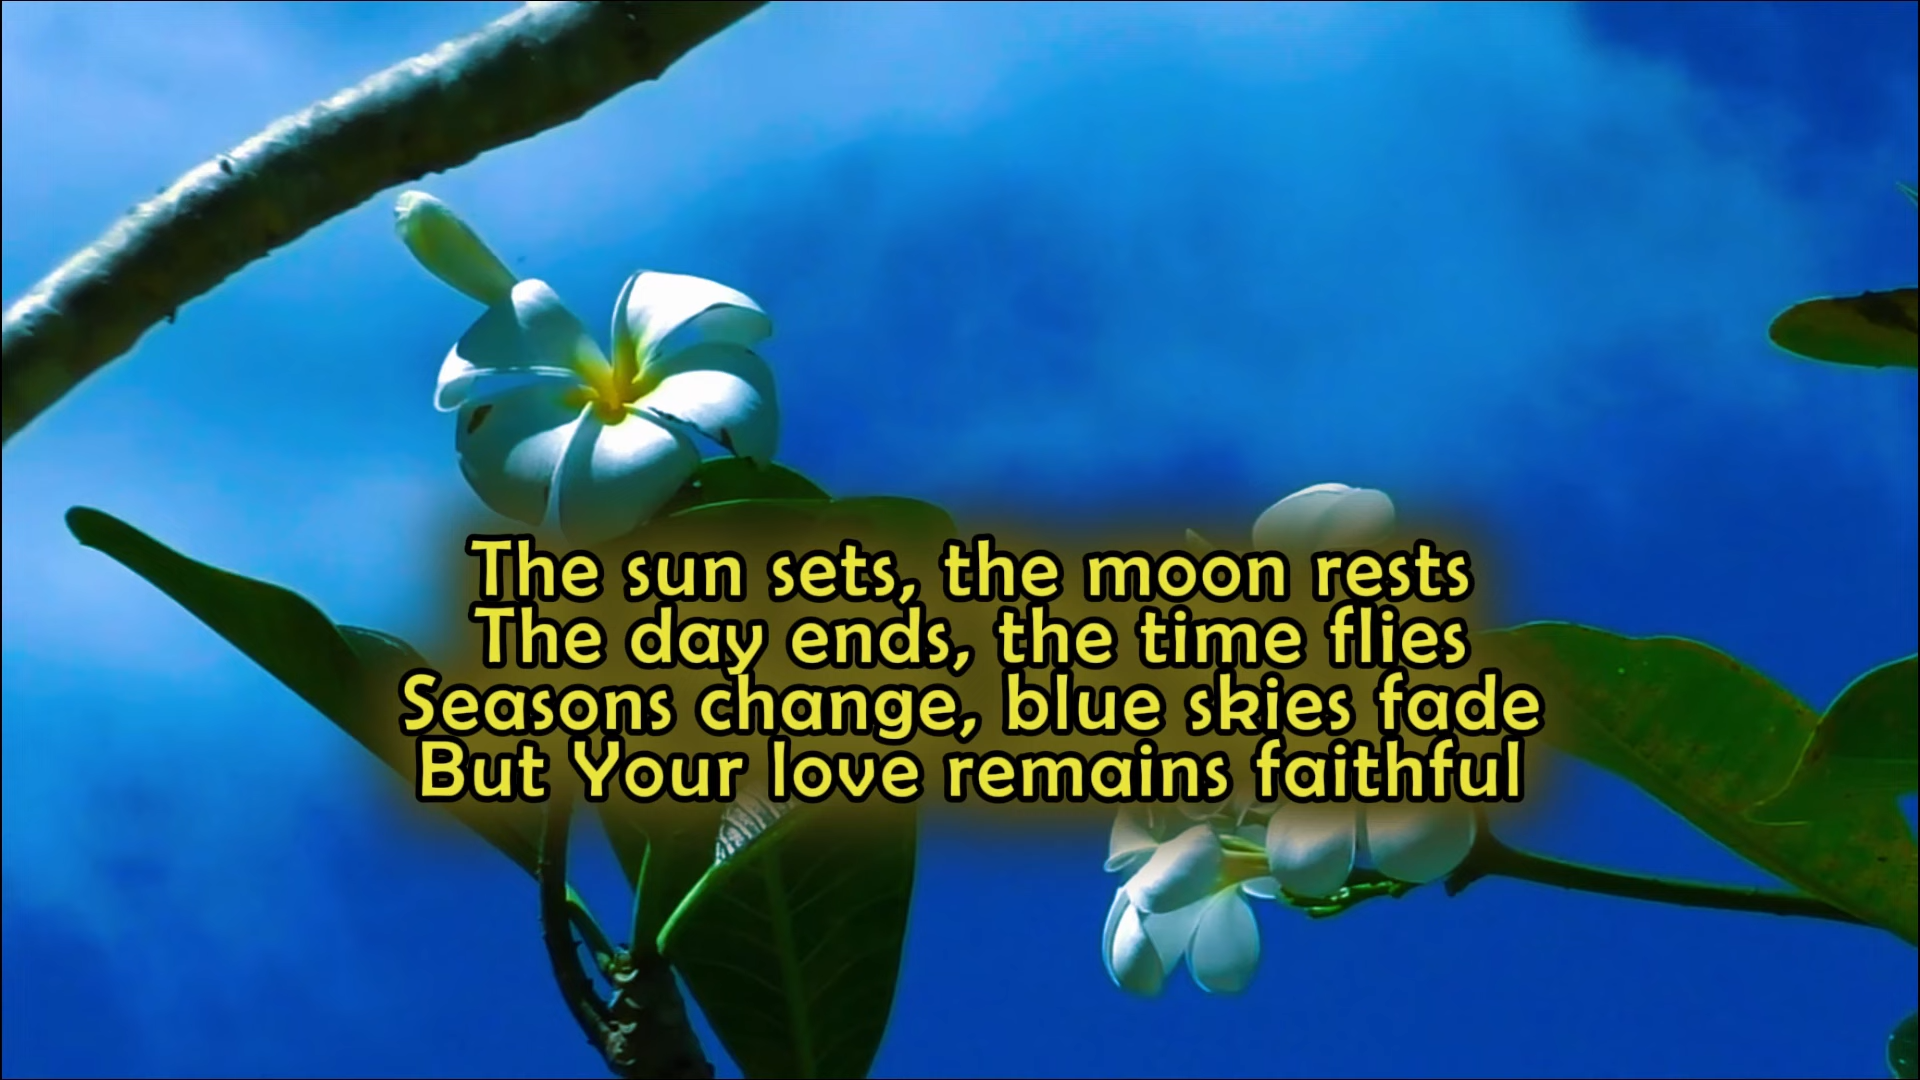 The sun sets, the moon rests
The day ends, the time flies
Seasons change, blue skies fade
But Your love remains faithful